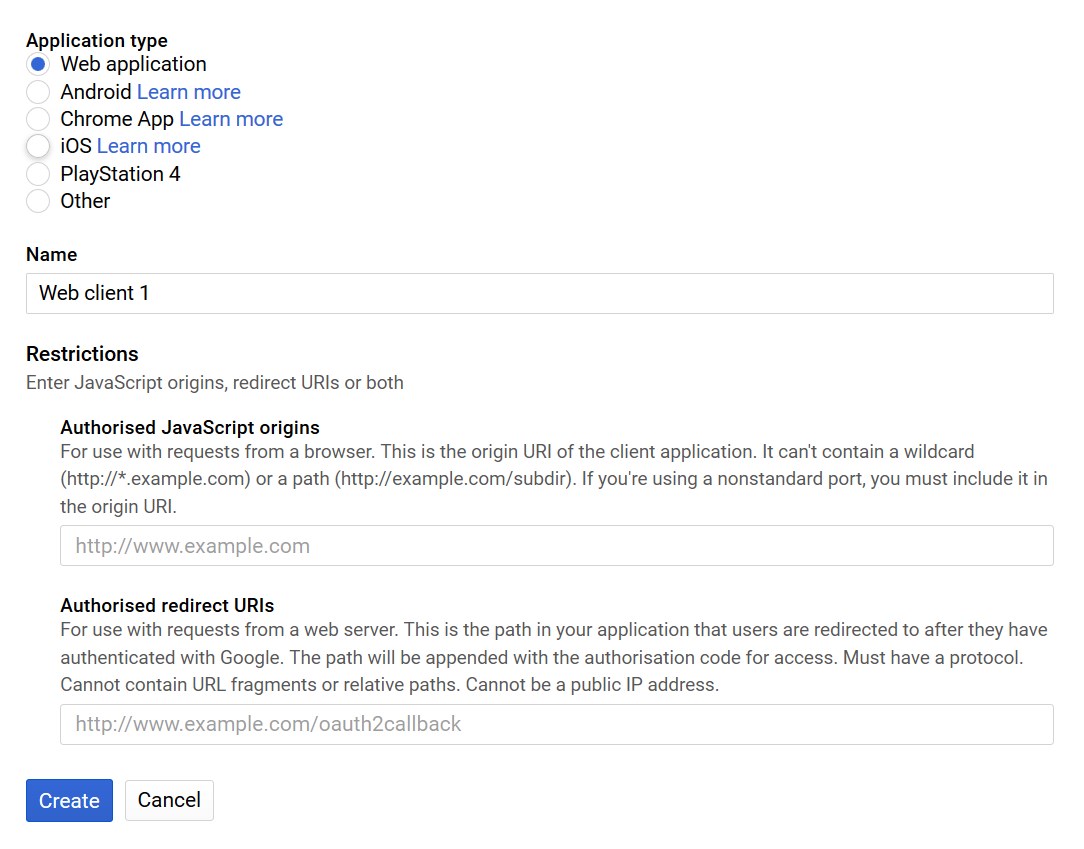 Application type
Web application
Android Learn more
Chrome App Learn more
iOS Learn more
PlayStation 4
Other
Name
Web client 1
Restrictions
Enter JavaScript origins, redirect URIs or both
Authorised JavaScript origins
For use with requests from a browser. This is the origin URI of the client application. It can't contain a wildcard
(http://*.example.com) or a path (http://example.com/subdir). If you're using a nonstandard port, you must include it in
the origin URI.
http://www.example.com
Authorised redirect URIs
For use with requests from a web server. This is the path in your application that users are redirected to after they have
authenticated with Google. The path will be appended with the authorisation code for access. Must have a protocol.
Cannot contain URL fragments or relative paths. Cannot be a public IP address.
http://www.example.com/oauth2callback
Create Cancel